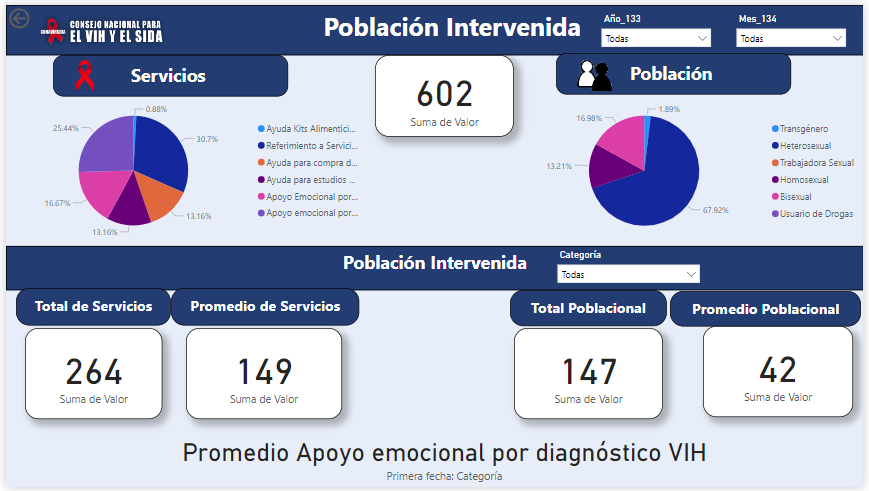 CONAVIHSIDA
CONSEJO NACIONAL PARA
EL VIH Y EL SIDA
Población Intervenida
Año_133
Todas
Mes_134
Todas
Servicios
602
Suma de Valor
Población
0.88%
30.7%
13.16%
13.16%
16.67%
25.44%
Ayuda Kits Alimentici...
Referimiento a Servici...
Ayuda para compra d...
Ayuda para estudios ...
Apoyo Emocional por...
Apoyo emocional por...
1.89%
67.92%
13.21%
16.98%
Transgénero
Heterosexual
Trabajadora Sexual
Homosexual
Bisexual
Usuario de Drogas
Población Intervenida
Categoría
Todas
Total de Servicios
Promedio de Servicios
Total Poblacional
Promedio Poblacional
264
Suma de Valor
149
Suma de Valor
147
Suma de Valor
42
Suma de Valor
Promedio Apoyo emocional por diagnóstico VIH
Primera fecha: Categoría